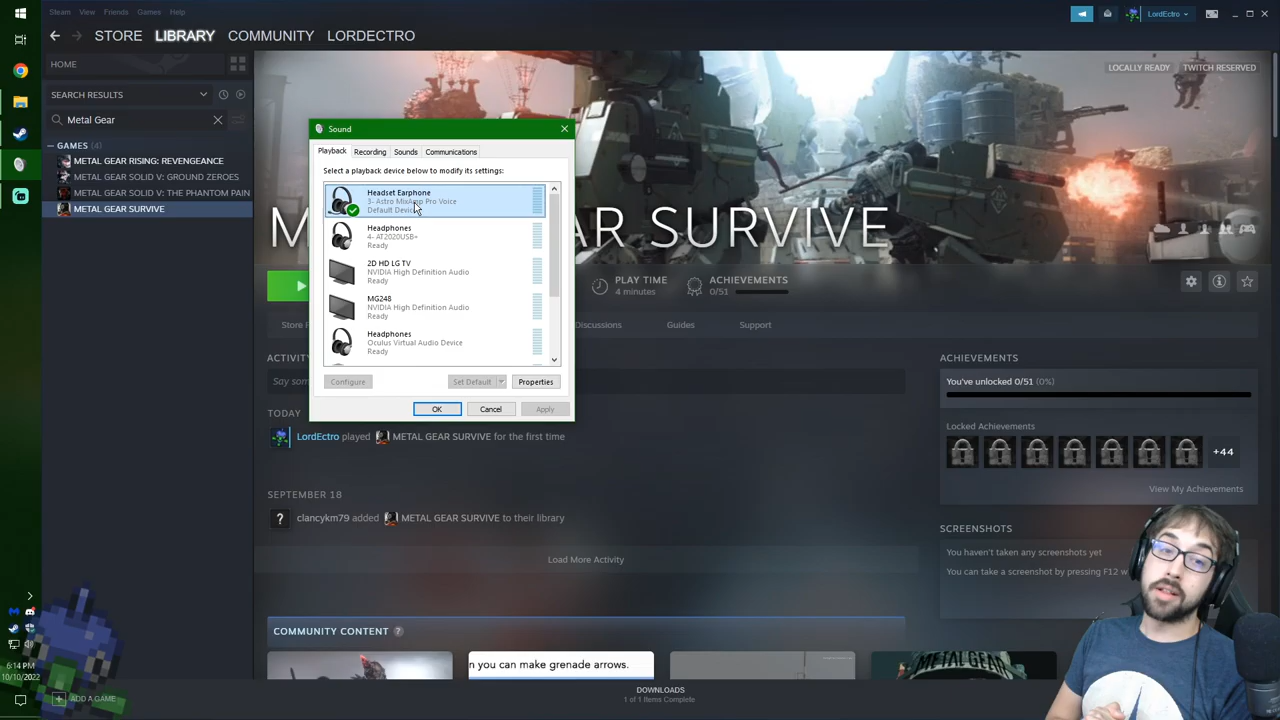 Steam View Friends Games Help
LordEctro
STORE LIBRARY COMMUNITY LORDECTRO
HOME
SEARCH RESULTS
Metal Gear
GAMES (4)
METAL GEAR RISING: REVENGEANCE
METAL GEAR SOLID V: GROUND ZEROES
METAL GEAR SOLID V: THE PHANTOM PAIN
METAL GEAR SURVIVE
LOCALLY READY TWITCH RESERVED
AR SURVIVE
Sound
Playback Recording Sounds Communications
Select a playback device below to modify its settings:
Headset Earphone
3- Astro MixAmp Pro Voice
Default Device
Headphones
4- AT2020USB+
Ready
2D HD LG TV
NVIDIA High Definition Audio
Ready
MG248
NVIDIA High Definition Audio
Ready
Headphones
Oculus Virtual Audio Device
Ready
Configure Set Default Properties
OK Cancel Apply
PLAY TIME
4 minutes
ACHIEVEMENTS
0/51
Store Discussions Guides Support
ACTIVITY
Say som
TODAY
LordEctro played METAL GEAR SURVIVE for the first time
SEPTEMBER 18
clancykm79 added METAL GEAR SURVIVE to their library
Load More Activity
COMMUNITY CONTENT ?
n you can make grenade arrows.
METAL GEAR
ACHIEVEMENTS
You've unlocked 0/51 (0%)
Locked Achievements
+44
View My Achievements
SCREENSHOTS
You haven't taken any screenshots yet
You can take a screenshot by pressing F12 w
6:14 PM
10/10/2022
ADD A GAME
DOWNLOADS
1 of 1 Items Complete